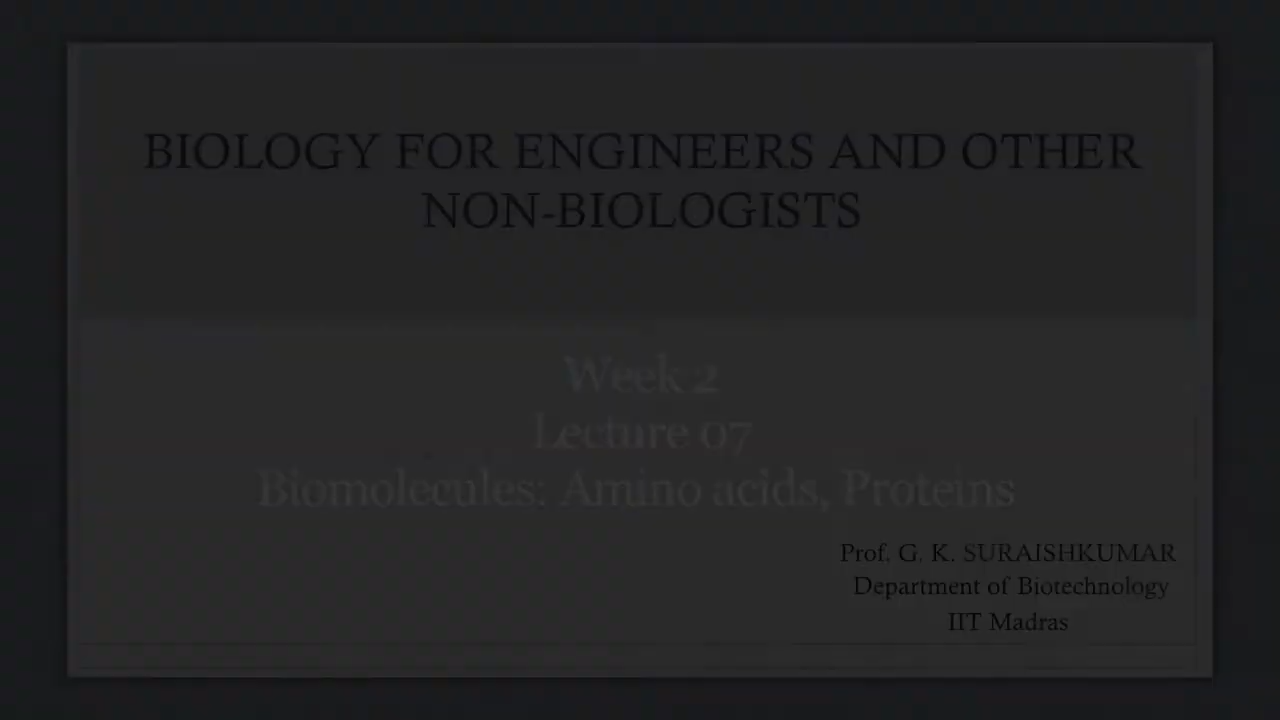 BIOLOGY FOR ENGINEERS AND OTHER
NON-BIOLOGISTS
Week 2
Lecture 07
Biomolecules: Amino acids, Proteins
Prof. G. K. SURAISHKUMAR
Department of Biotechnology
IIT Madras